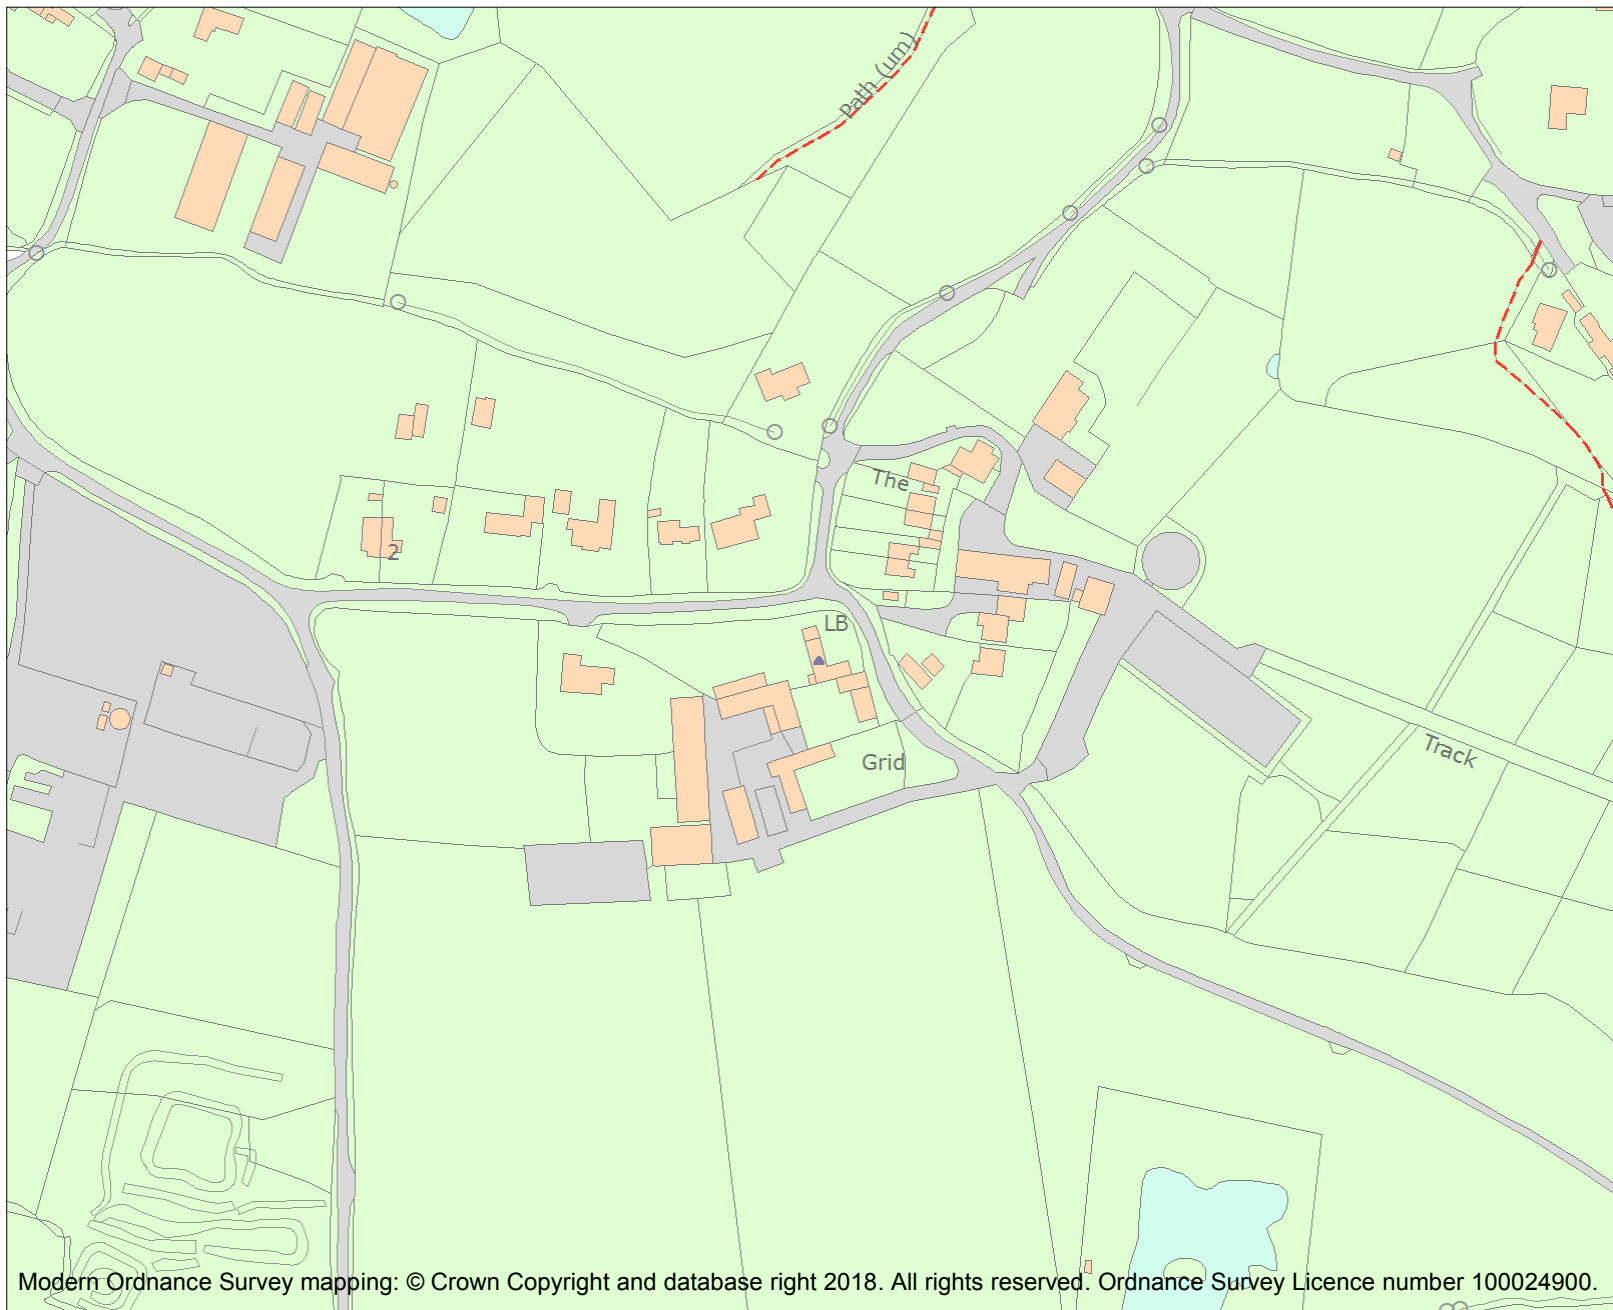 Path (um)
The
2
LB
Grid
Track
Modern Ordnance Survey mapping: © Crown Copyright and database right 2018. All rights reserved. Ordnance Survey Licence number 100024900.